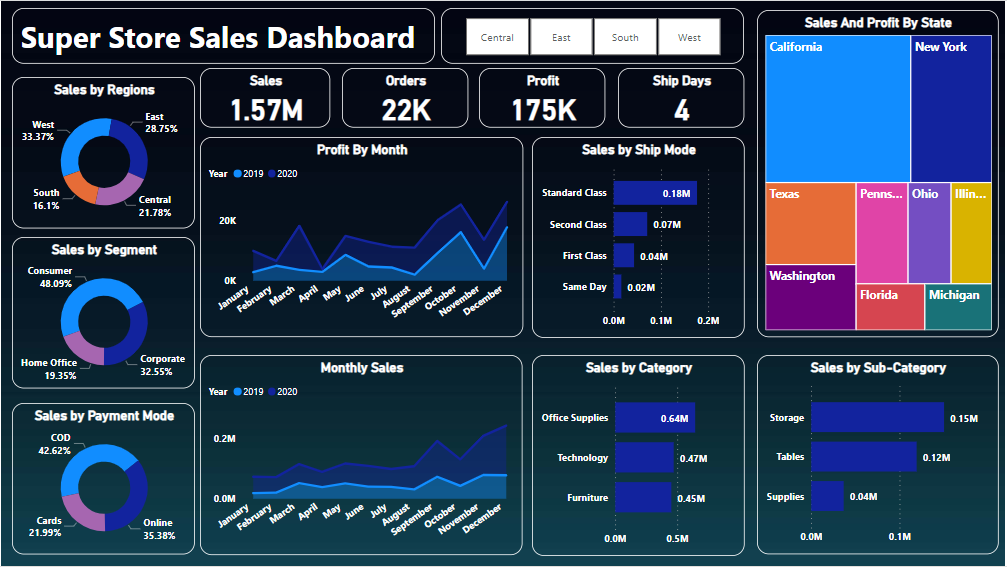 Super Store Sales Dashboard
Central East South West
Sales by Regions
West
33.37%
East
28.75%
South
16.1%
Central
21.78%
Sales by Segment
Consumer
48.09%
Home Office
19.35%
Corporate
32.55%
Sales by Payment Mode
COD
42.62%
Cards
21.99%
Online
35.38%
Sales
1.57M
Orders
22K
Profit
175K
Ship Days
4
Profit By Month
Year 2019 2020
20K
0K
January February March April May June July August September October November December
Monthly Sales
Year 2019 2020
0.2M
0.0M
January February March April May June July August September October November December
Sales by Ship Mode
Standard Class 0.18M
Second Class 0.07M
First Class 0.04M
Same Day 0.02M
0.0M 0.1M 0.2M
Sales by Category
Office Supplies 0.64M
Technology 0.47M
Furniture 0.45M
0.0M 0.5M
Sales And Profit By State
California New York
Texas Penns... Ohio Illin...
Washington
Florida Michigan
Sales by Sub-Category
Storage 0.15M
Tables 0.12M
Supplies 0.04M
0.0M 0.1M